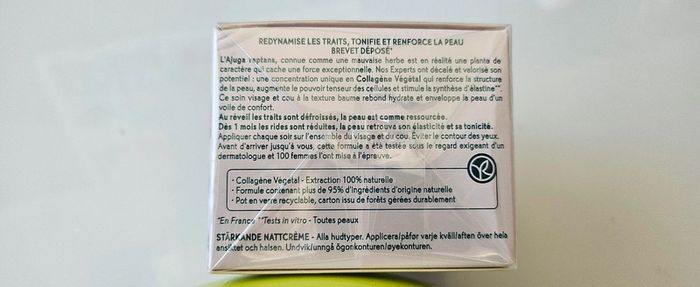 REDYNAMISE LES TRAITS, TONIFIE ET RENFORCE LA PEAU
BREVET DÉPOSÉ*
L'Ajuga reptans, connue comme une mauvaise herbe est en réalité une plante de
caractère qui cache une force exceptionnelle. Nos Experts ont décelé et valorisé son
potentiel : une concentration unique en Collagène Végétal qui renforce la structure
de la peau, augmente le pouvoir tenseur des cellules et stimule la synthèse d'élastine**.
Ce soin visage et cou à la texture baume rebond hydrate et enveloppe la peau d'un
voile de confort.
Au réveil les traits sont défroissés, la peau est comme ressourcée.
Dès 1 mois les rides sont réduites, la peau retrouve son élasticité et sa tonicité.
Appliquer chaque soir sur l'ensemble du visage et du cou. Éviter le contour des yeux.
Avant d'arriver jusqu'à vous, cette formule a été testée sous le regard exigeant d'un
dermatologue et 100 femmes l'ont mise à l'épreuve.
· Collagène Végétal - Extraction 100% naturelle
· Formule contenant plus de 95% d'ingrédients d'origine naturelle
· Pot en verre recyclable, carton issu de forêts gérées durablement
*En France **Tests in vitro - Toutes peaux
STÄRKANDE NATTCRÈME - Alla hudtyper. Applicera/påfør varje kväll/aften över hela
ansiktet och halsen. Undvik/unngå ögonkonturen/øyekonturen.